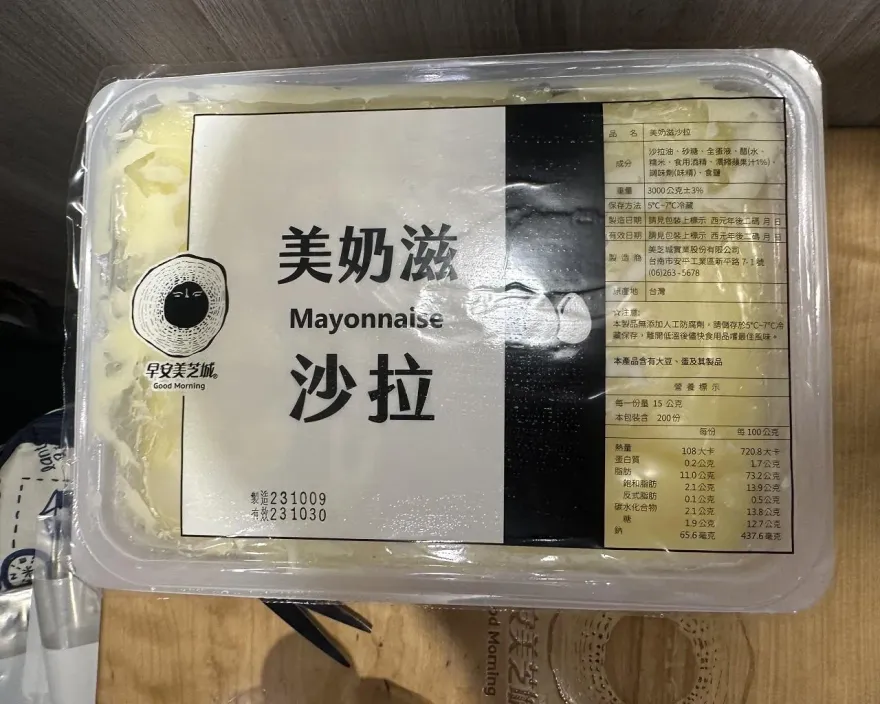 美奶滋
Mayonnaise
沙拉
早安美芝城®
Good Morning
製造231009
有效231030
品名 美奶滋沙拉
成分 沙拉油、砂糖、全蛋液、醋(水、
糯米、食用酒精、濃縮蘋果汁1%)、
調味劑(味精)、食鹽
重量 3000公克±3%
保存方法 5℃~7℃冷藏
製造日期 請見包裝上標示 西元年後二碼 月 日
有效日期 請見包裝上標示 西元年後二碼 月 日
製造商 美芝城實業股份有限公司
台南市安平工業區新平路7-1號
(06)263-5678
原產地 台灣
☆注意:
本製品無添加人工防腐劑，請儲存於5℃~7℃冷
藏保存，離開低溫後儘快食用品嚐最佳風味。
本產品含有大豆、蛋及其製品
營養標示
每一份量 15 公克
本包裝含 200份
每份 每100公克
熱量 108大卡 720.8大卡
蛋白質 0.2公克 1.7公克
脂肪 11.0公克 73.2公克
飽和脂肪 2.1公克 13.9公克
反式脂肪 0.1公克 0.5公克
碳水化合物 2.1公克 13.8公克
糖 1.9公克 12.7公克
鈉 65.6毫克 437.6毫克